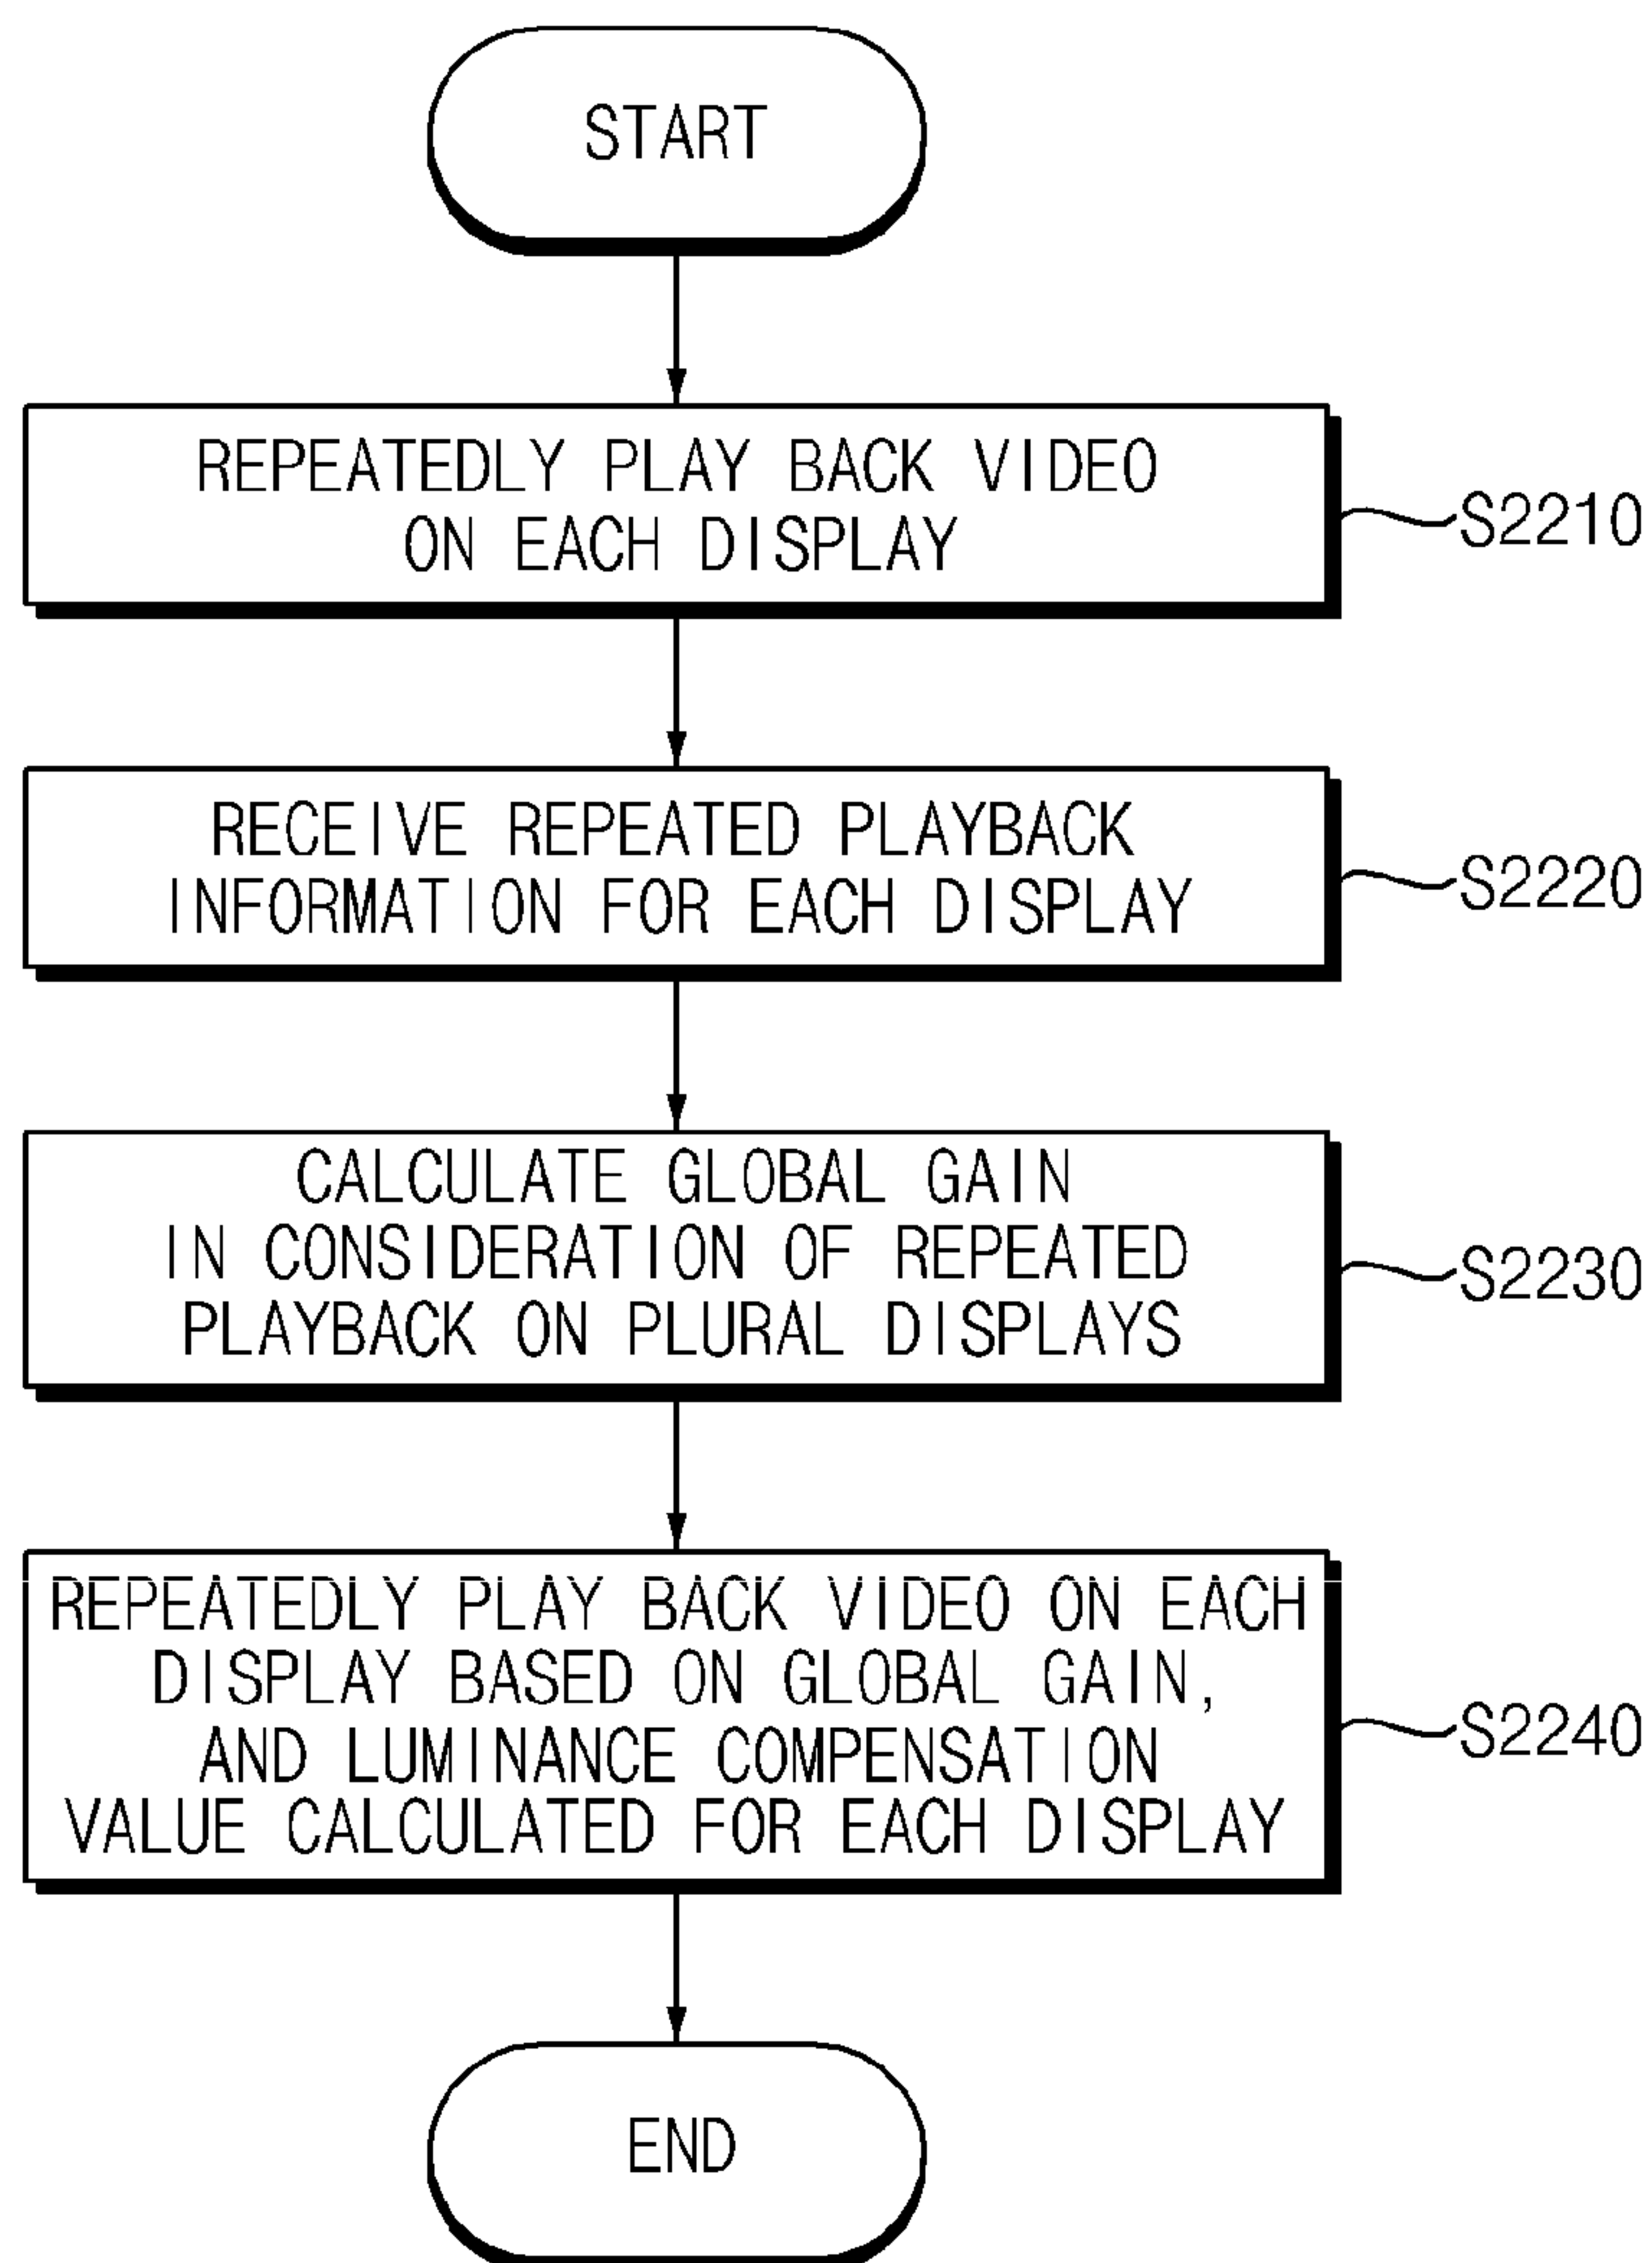 START
REPEATEDLY PLAY BACK VIDEO
ON EACH DISPLAY
S2210
RECEIVE REPEATED PLAYBACK
INFORMATION FOR EACH DISPLAY
S2220
CALCULATE GLOBAL GAIN
IN CONSIDERATION OF REPEATED
PLAYBACK ON PLURAL DISPLAYS
S2230
REPEATEDLY PLAY BACK VIDEO ON EACH
DISPLAY BASED ON GLOBAL GAIN,
AND LUMINANCE COMPENSATION
VALUE CALCULATED FOR EACH DISPLAY
S2240
END